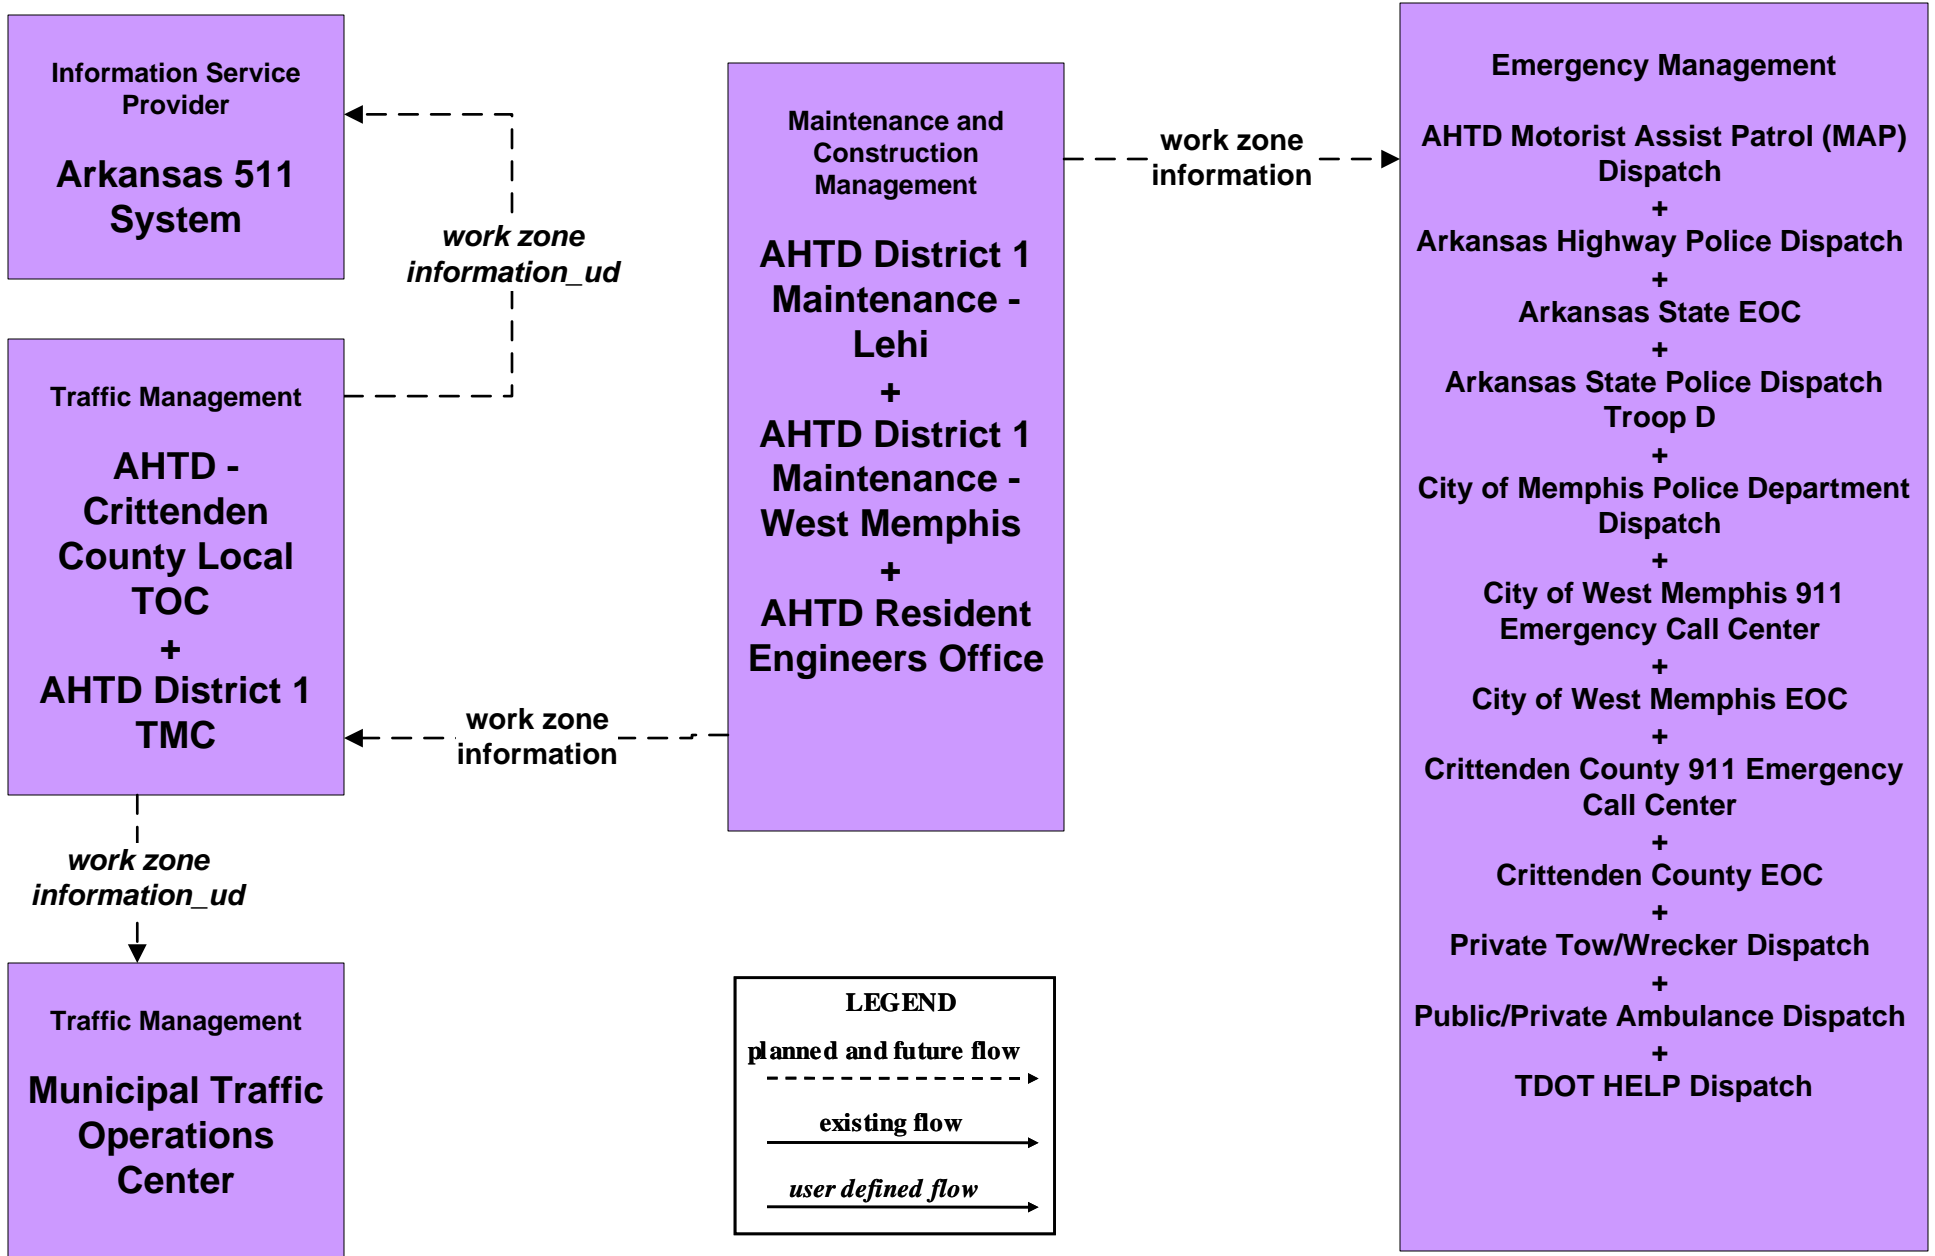 Information Service
Provider
Arkansas 511
System
work zone
information_ud
Traffic Management
AHTD -
Crittenden
County Local
TOC
+
AHTD District 1
TMC
work zone
information_ud
Traffic Management
Municipal Traffic
Operations
Center
Maintenance and
Construction
Management
AHTD District 1
Maintenance -
Lehi
+
AHTD District 1
Maintenance -
West Memphis
+
AHTD Resident
Engineers Office
work zone
information
work zone
information
LEGEND
planned and future flow
existing flow
user defined flow
Emergency Management
AHTD Motorist Assist Patrol (MAP)
Dispatch
+
Arkansas Highway Police Dispatch
+
Arkansas State EOC
+
Arkansas State Police Dispatch
Troop D
+
City of Memphis Police Department
Dispatch
+
City of West Memphis 911
Emergency Call Center
+
City of West Memphis EOC
+
Crittenden County 911 Emergency
Call Center
+
Crittenden County EOC
+
Private Tow/Wrecker Dispatch
+
Public/Private Ambulance Dispatch
+
TDOT HELP Dispatch